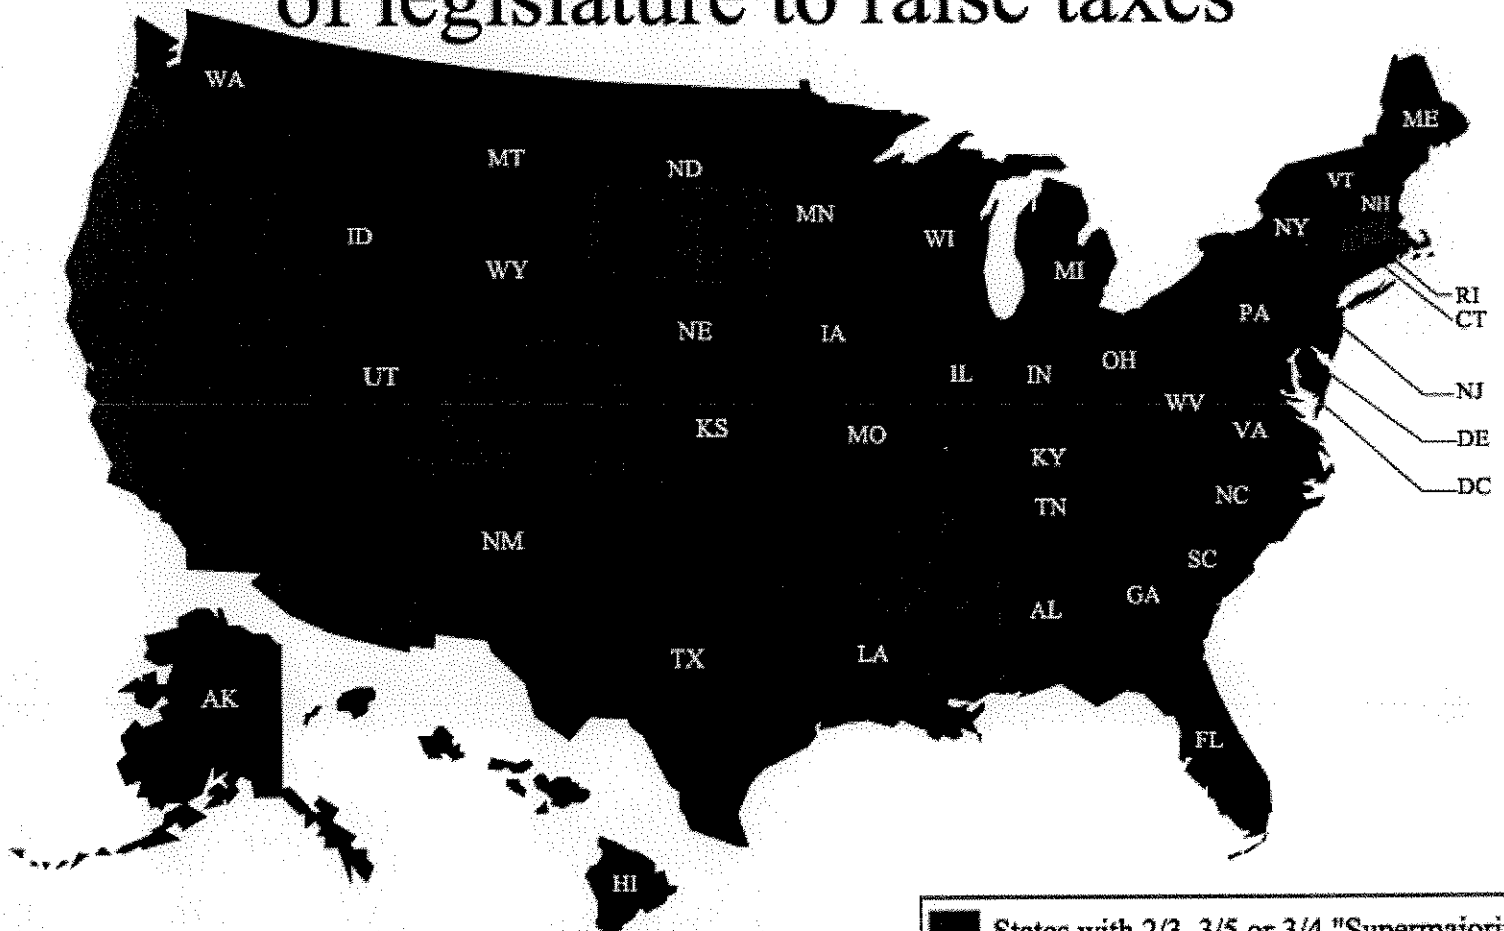 of legislature to raise taxes
WA
ME
MT
ND
VT
NH
MN
NY
ID
WI
WY
MI
RI
PA
CT
NE
IA
OH
UT
IL
IN
NJ
WV
KS
MO
VA
DE
KY
DC
NC
TN
NM
SC
GA
AL
TX
LA
AK
FL
HI
States with 2/3, 3/5 or 3/4 "Supermajori